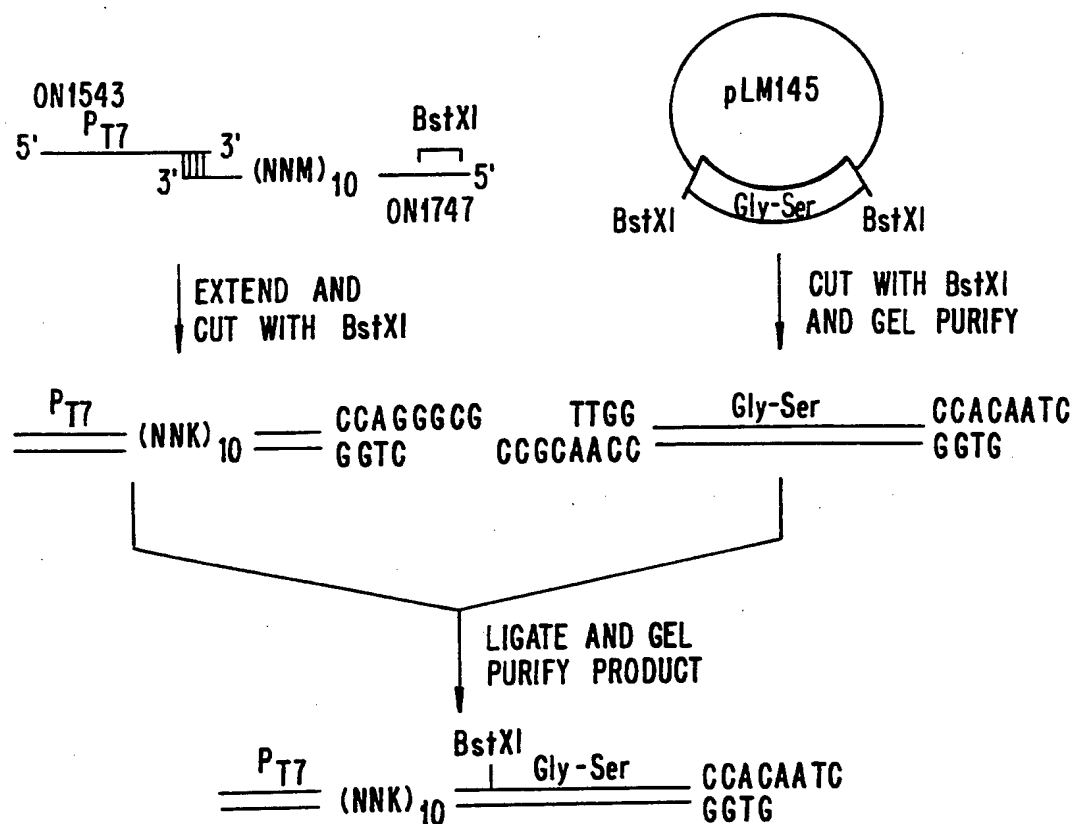 ON1543
P T7
5'
3'
3'
(NNM) 10
BstXI
5'
ON1747
pLM145
Gly-Ser
BstXI
BstXI
EXTEND AND
CUT WITH BstXI
CUT WITH BstXI
AND GEL PURIFY
P T7
(NNK) 10
CCAGGGCG
GGTC
TTGG
CCGCAACC
Gly-Ser
CCACAATC
GGTG
LIGATE AND GEL
PURIFY PRODUCT
P T7
(NNK) 10
BstXI
Gly-Ser
CCACAATC
GGTG